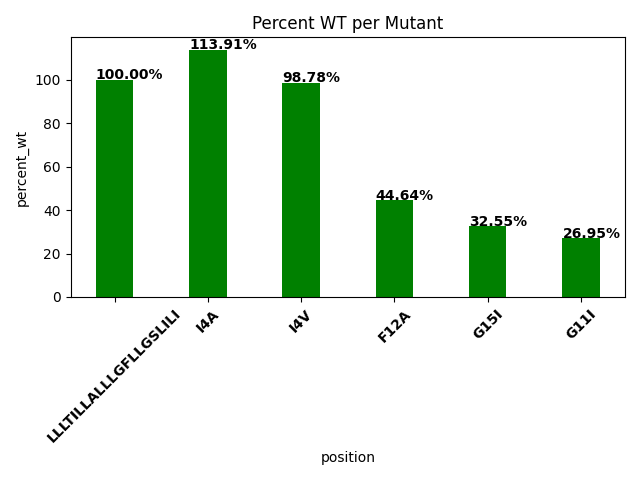 Percent WT per Mutant
percent_wt
100
80
60
40
20
0
100.00%
113.91%
98.78%
44.64%
32.55%
26.95%
LLLTILLALLLGFLLGSLILI
I4A
I4V
F12A
G15I
G11I
position